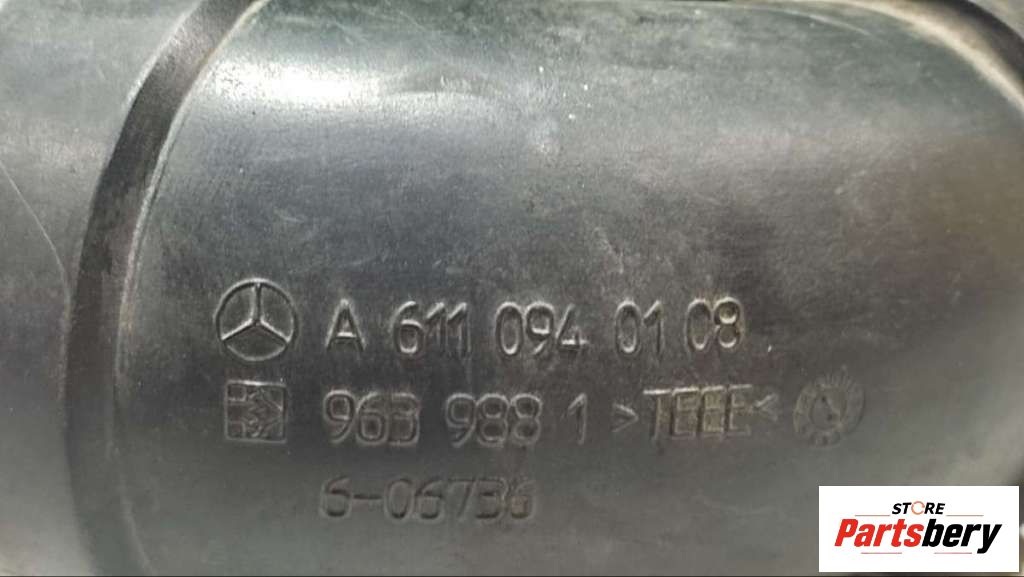 A 611 094 01 08
963 988 1 >TEEE<
6-06736
STORE
Partsbery